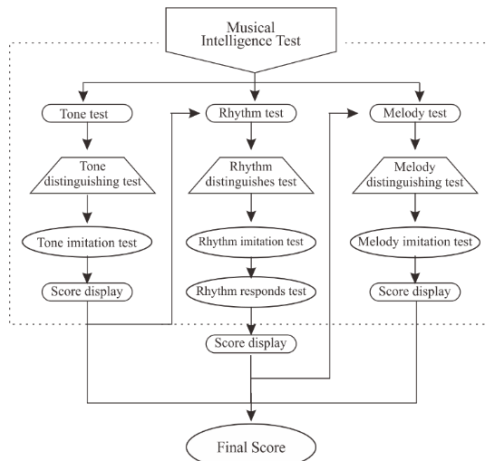 Musical
Intelligence Test
Tone test
Rhythm test
Melody test
Tone
distinguishing test
Rhythm
distinguishes test
Melody
distinguishing test
Tone imitation test
Rhythm imitation test
Melody imitation test
Score display
Rhythm responds test
Score display
Score display
Final Score